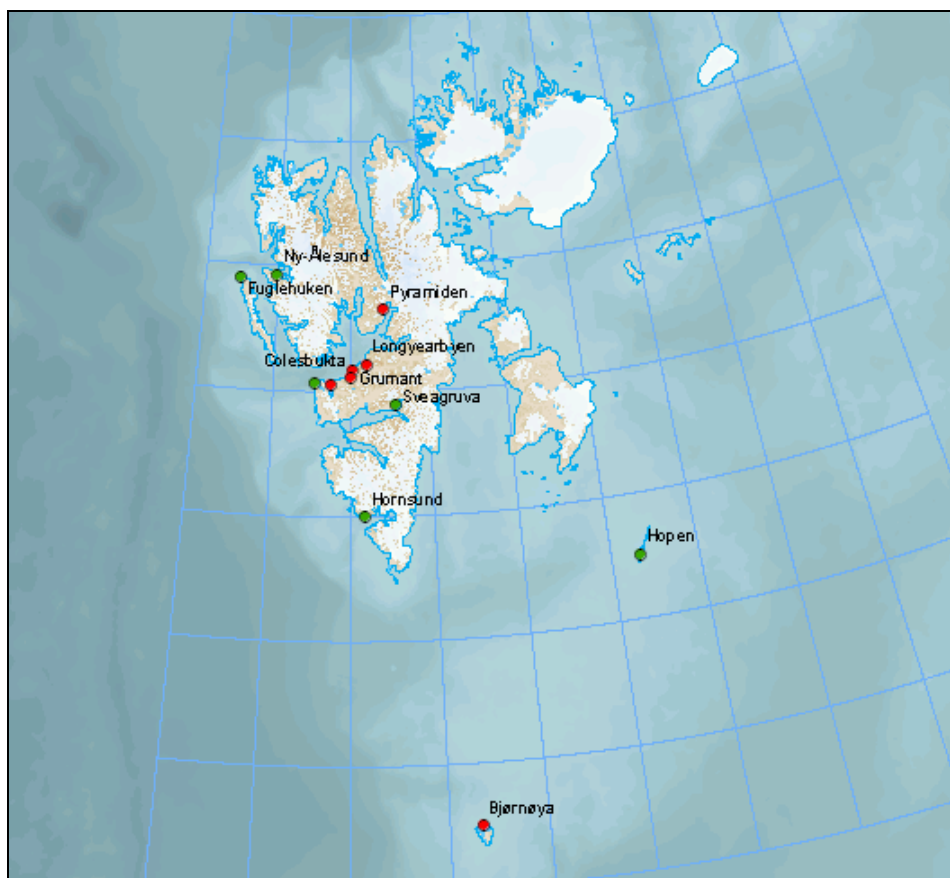 Ny-Ålesund
Fuglehuken
Pyramiden
Longyearbyen
Colesbukta
Grumant
Sveagruva
Hornsund
Hopen
Bjørnøya